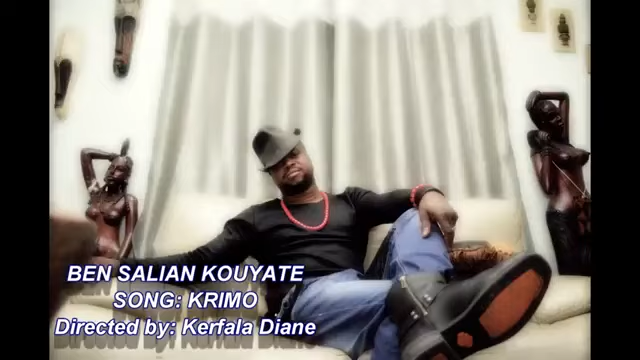 BEN SALIAN KOUYATE
SONG: KRIMO
Directed by: Kerfala Diane